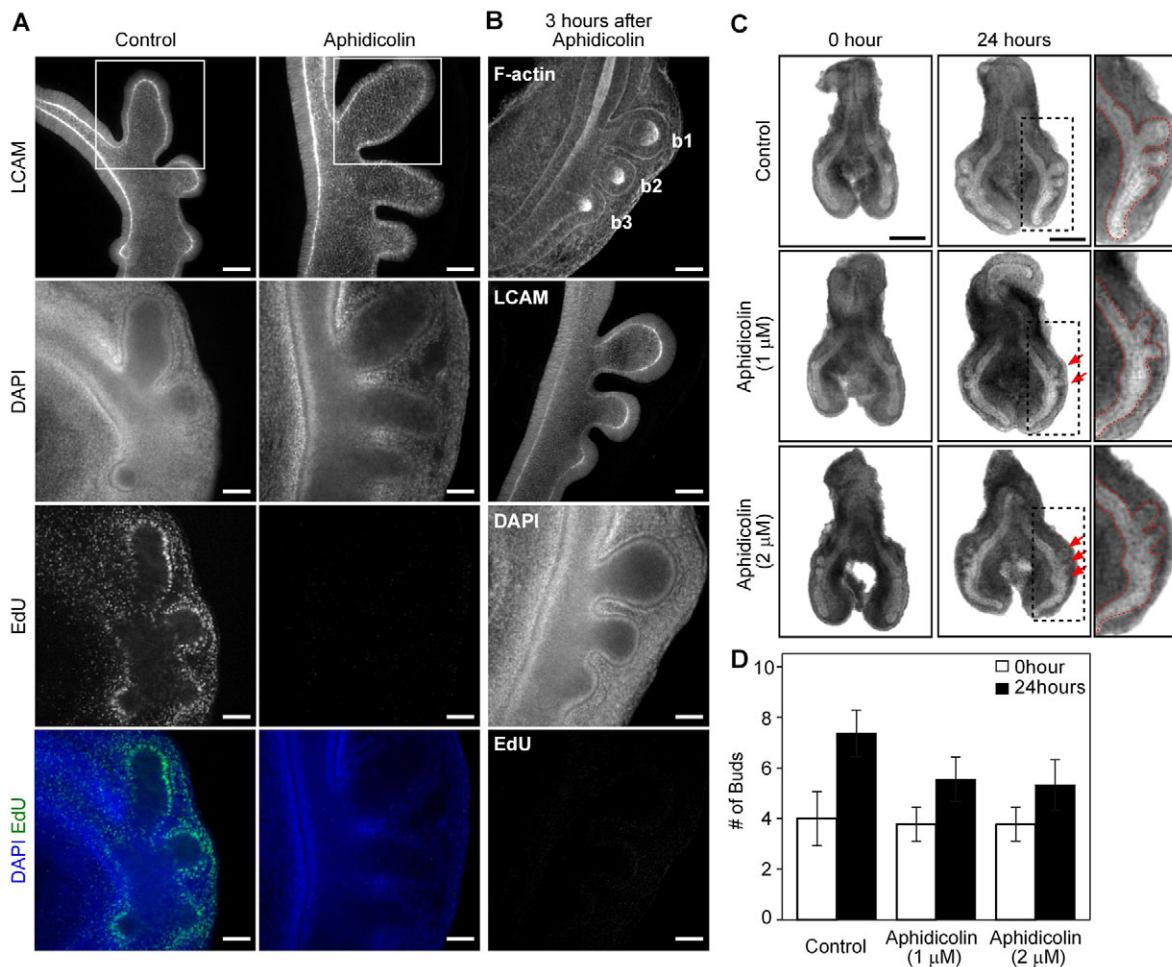 A
Control
Aphidicolin
LCAM
DAPI
EdU
DAPI EdU
B
3 hours after
Aphidicolin
F-actin
b1
b2
b3
LCAM
DAPI
EdU
C
0 hour
24 hours
Control
Aphidicolin
(1 μM)
Aphidicolin
(2 μM)
D
10
8
6
4
2
0
# of Buds
0hour
24hours
Control
Aphidicolin
(1 μM)
Aphidicolin
(2 μM)